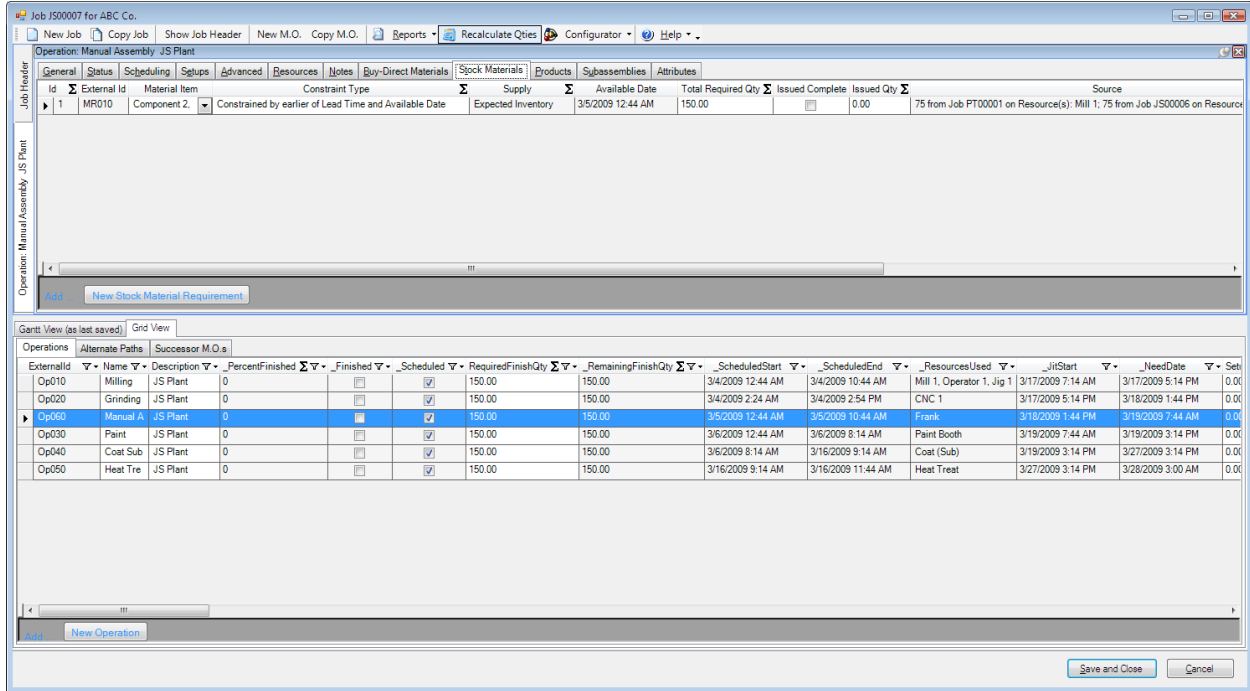 Job JS00007 for ABC Co.
New Job Copy Job Show Job Header New M.O. Copy M.O. Reports Recalculate Qties Configurator Help
Operation: Manual Assembly JS Plant
Job Header
Operation: Manual Assembly JS Plant
General Status Scheduling Setups Advanced Resources Notes Buy-Direct Materials Stock Materials Products Subassemblies Attributes
Id Σ External Id Material Item Constraint Type Σ Supply Σ Available Date Total Required Qty Σ Issued Complete Issued Qty Σ Source
1 MR010 Component 2, Constrained by earlier of Lead Time and Available Date Expected Inventory 3/5/2009 12:44 AM 150.00 0.00 75 from Job PT00001 on Resource(s): Mill 1; 75 from Job JS00006 on Resource
Add... New Stock Material Requirement
Gantt View (as last saved) Grid View
Operations Alternate Paths Successor M.O.s
ExternalId Name Description _PercentFinished Σ _Finished _Scheduled RequiredFinishQty Σ _RemainingFinishQty Σ _ScheduledStart _ScheduledEnd _ResourcesUsed _JitStart _NeedDate Setu
Op010 Milling JS Plant 0 150.00 150.00 3/4/2009 12:44 AM 3/4/2009 10:44 AM Mill 1, Operator 1, Jig 1 3/17/2009 7:14 AM 3/17/2009 5:14 PM 0.00
Op020 Grinding JS Plant 0 150.00 150.00 3/4/2009 2:24 AM 3/4/2009 2:54 PM CNC 1 3/17/2009 5:14 PM 3/18/2009 1:44 PM 0.00
Op060 Manual A JS Plant 0 150.00 150.00 3/5/2009 12:44 AM 3/5/2009 10:44 AM Frank 3/18/2009 1:44 PM 3/19/2009 7:44 AM 0.00
Op030 Paint JS Plant 0 150.00 150.00 3/6/2009 12:44 AM 3/6/2009 8:14 AM Paint Booth 3/19/2009 7:44 AM 3/19/2009 3:14 PM 0.00
Op040 Coat Sub JS Plant 0 150.00 150.00 3/6/2009 8:14 AM 3/16/2009 9:14 AM Coat (Sub) 3/19/2009 3:14 PM 3/27/2009 3:14 PM 0.00
Op050 Heat Tre JS Plant 0 150.00 150.00 3/16/2009 9:14 AM 3/16/2009 11:44 AM Heat Treat 3/27/2009 3:14 PM 3/28/2009 3:00 AM 0.00
Add... New Operation
Save and Close Cancel